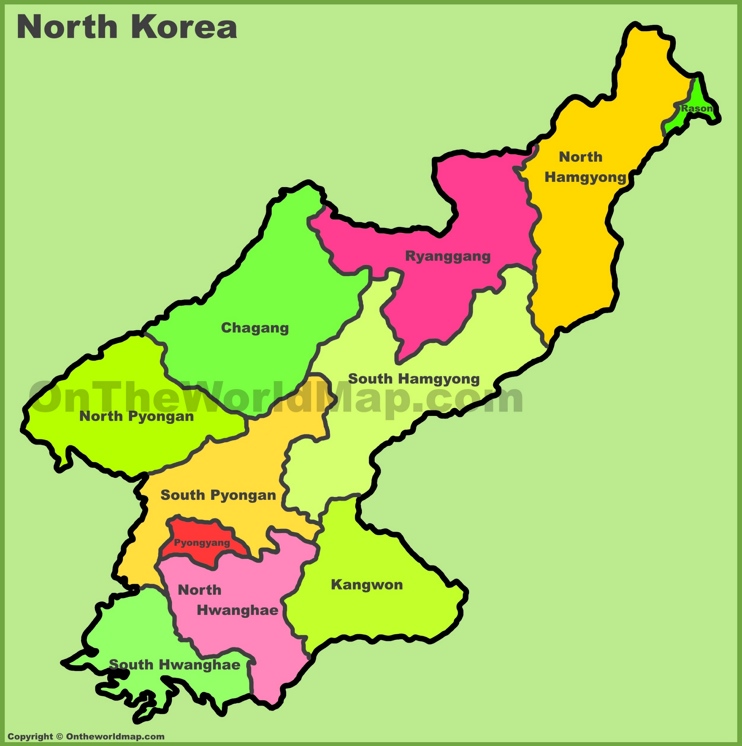 North Korea
Rason
North
Hamgyong
Ryanggang
Chagang
South Hamgyong
OnTheWorldMap.com
North Pyongan
South Pyongan
Pyongyang
Kangwon
North
Hwanghae
South Hwanghae
Copyright © Ontheworldmap.com